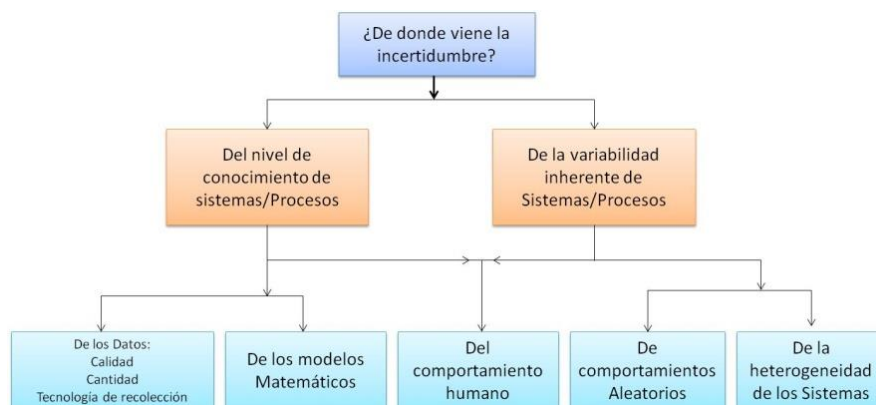 ¿De donde viene la
incertidumbre?
Del nivel de
conocimiento de
sistemas/Procesos
De la variabilidad
inherente de
Sistemas/Procesos
De los Datos:
Calidad
Cantidad
Tecnología de recolección
De los modelos
Matemáticos
Del
comportamiento
humano
De
comportamientos
Aleatorios
De la
heterogeneidad
de los Sistemas